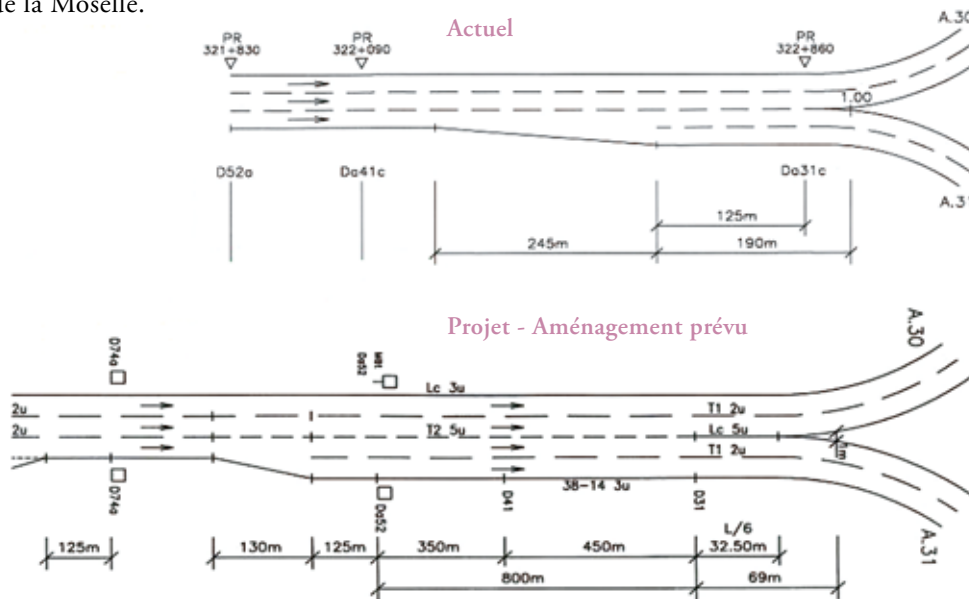 de la Moselle.
Actuel
A.30
PR PR PR
321+830 322+090 322+860
1.00
D52a Da41c Da31c
A.31
125m
245m 190m
Projet - Aménagement prévu
A.30
D74a Da52
Lc 3u
2u T1 2u
2u T2 5u Lc 5u
T1 2u
38-14 3u
D74a Da52 D41 D31
L/6
A.31
125m 130m 125m 350m 450m 32.50m
800m 69m